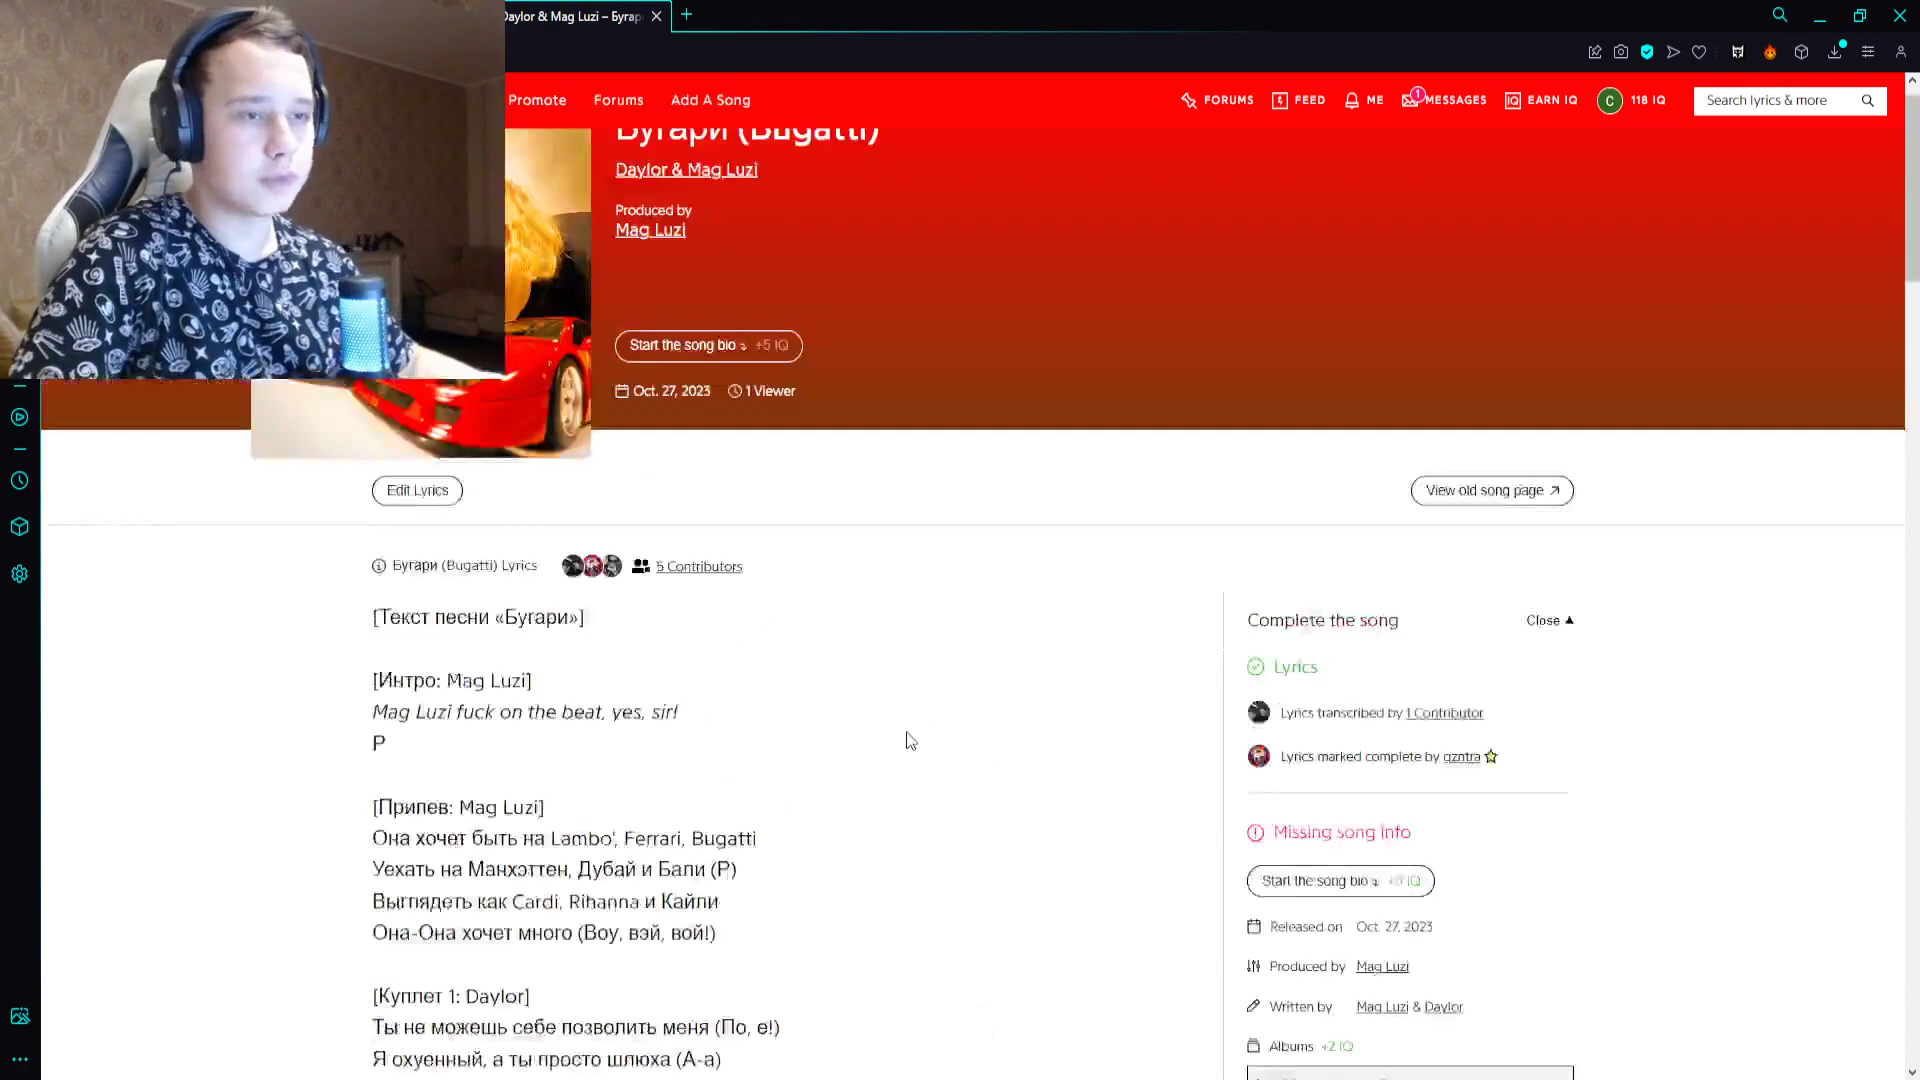 Daylor & Mag Luzi – Бугар
Promote
Forums
Add A Song
FORUMS
FEED
ME
1
MESSAGES
EARN IQ
C
118 IQ
Search lyrics & more
Бугари (Bugatti)
Daylor & Mag Luzi
Produced by
Mag Luzi
Start the song bio +5 IQ
Oct. 27, 2023
1 Viewer
Edit Lyrics
View old song page
Бугари (Bugatti) Lyrics
5 Contributors
[Текст песни «Бугари»]
[Интро: Mag Luzi]
Mag Luzi fuck on the beat, yes, sir!
P
[Припев: Mag Luzi]
Она хочет быть на Lambo', Ferrari, Bugatti
Уехать на Манхэттен, Дубай и Бали (P)
Выглядеть как Cardi, Rihanna и Кайли
Она-Она хочет много (Воу, вэй, вой!)
[Куплет 1: Daylor]
Ты не можешь себе позволить меня (По, е!)
Я охуенный, а ты просто шлюха (А-а)
Complete the song
Close
Lyrics
Lyrics transcribed by 1 Contributor
Lyrics marked complete by qzntra
Missing song info
Start the song bio +5 IQ
Released on Oct. 27, 2023
Produced by Mag Luzi
Written by Mag Luzi & Daylor
Albums +2 IQ